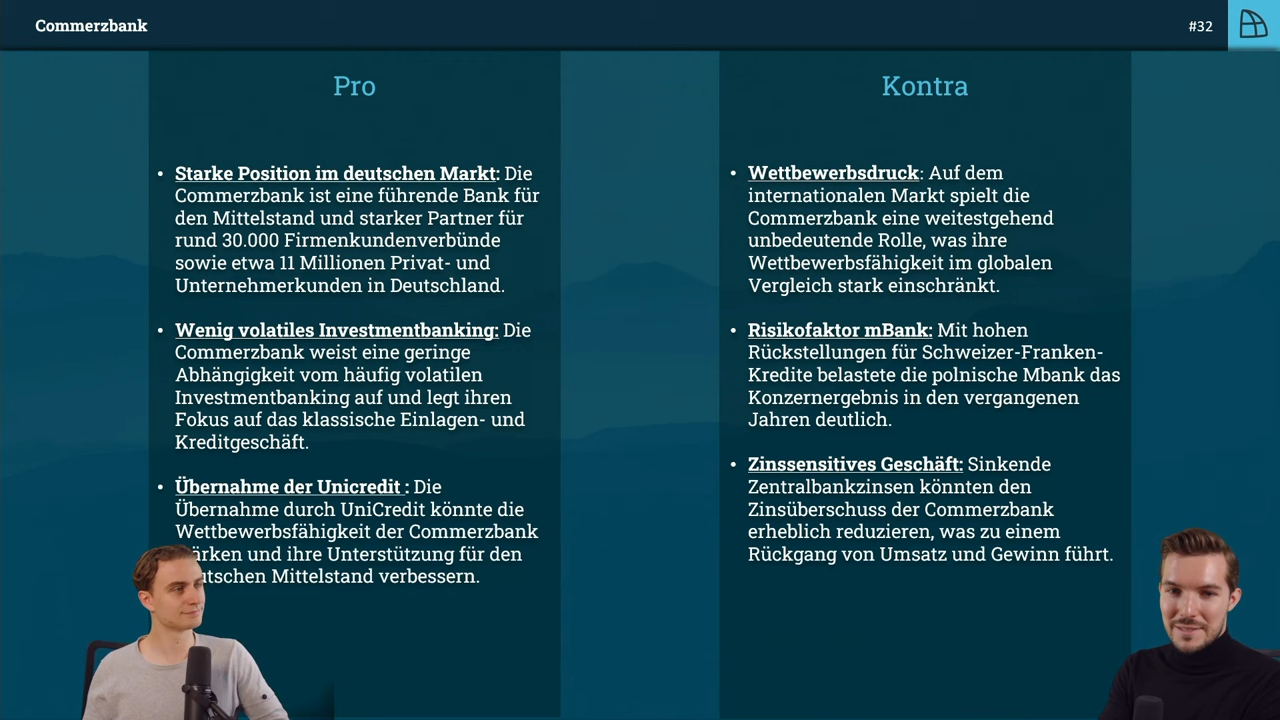 Commerzbank
#32
Pro
• Starke Position im deutschen Markt: Die
Commerzbank ist eine führende Bank für
den Mittelstand und starker Partner für
rund 30.000 Firmenkundenverbünde
sowie etwa 11 Millionen Privat- und
Unternehmerkunden in Deutschland.
• Wenig volatiles Investmentbanking: Die
Commerzbank weist eine geringe
Abhängigkeit vom häufig volatilen
Investmentbanking auf und legt ihren
Fokus auf das klassische Einlagen- und
Kreditgeschäft.
• Übernahme der Unicredit : Die
Übernahme durch UniCredit könnte die
Wettbewerbsfähigkeit der Commerzbank
ärken und ihre Unterstützung für den
utschen Mittelstand verbessern.
Kontra
• Wettbewerbsdruck: Auf dem
internationalen Markt spielt die
Commerzbank eine weitestgehend
unbedeutende Rolle, was ihre
Wettbewerbsfähigkeit im globalen
Vergleich stark einschränkt.
• Risikofaktor mBank: Mit hohen
Rückstellungen für Schweizer-Franken-
Kredite belastete die polnische Mbank das
Konzernergebnis in den vergangenen
Jahren deutlich.
• Zinssensitives Geschäft: Sinkende
Zentralbankzinsen könnten den
Zinsüberschuss der Commerzbank
erheblich reduzieren, was zu einem
Rückgang von Umsatz und Gewinn führt.